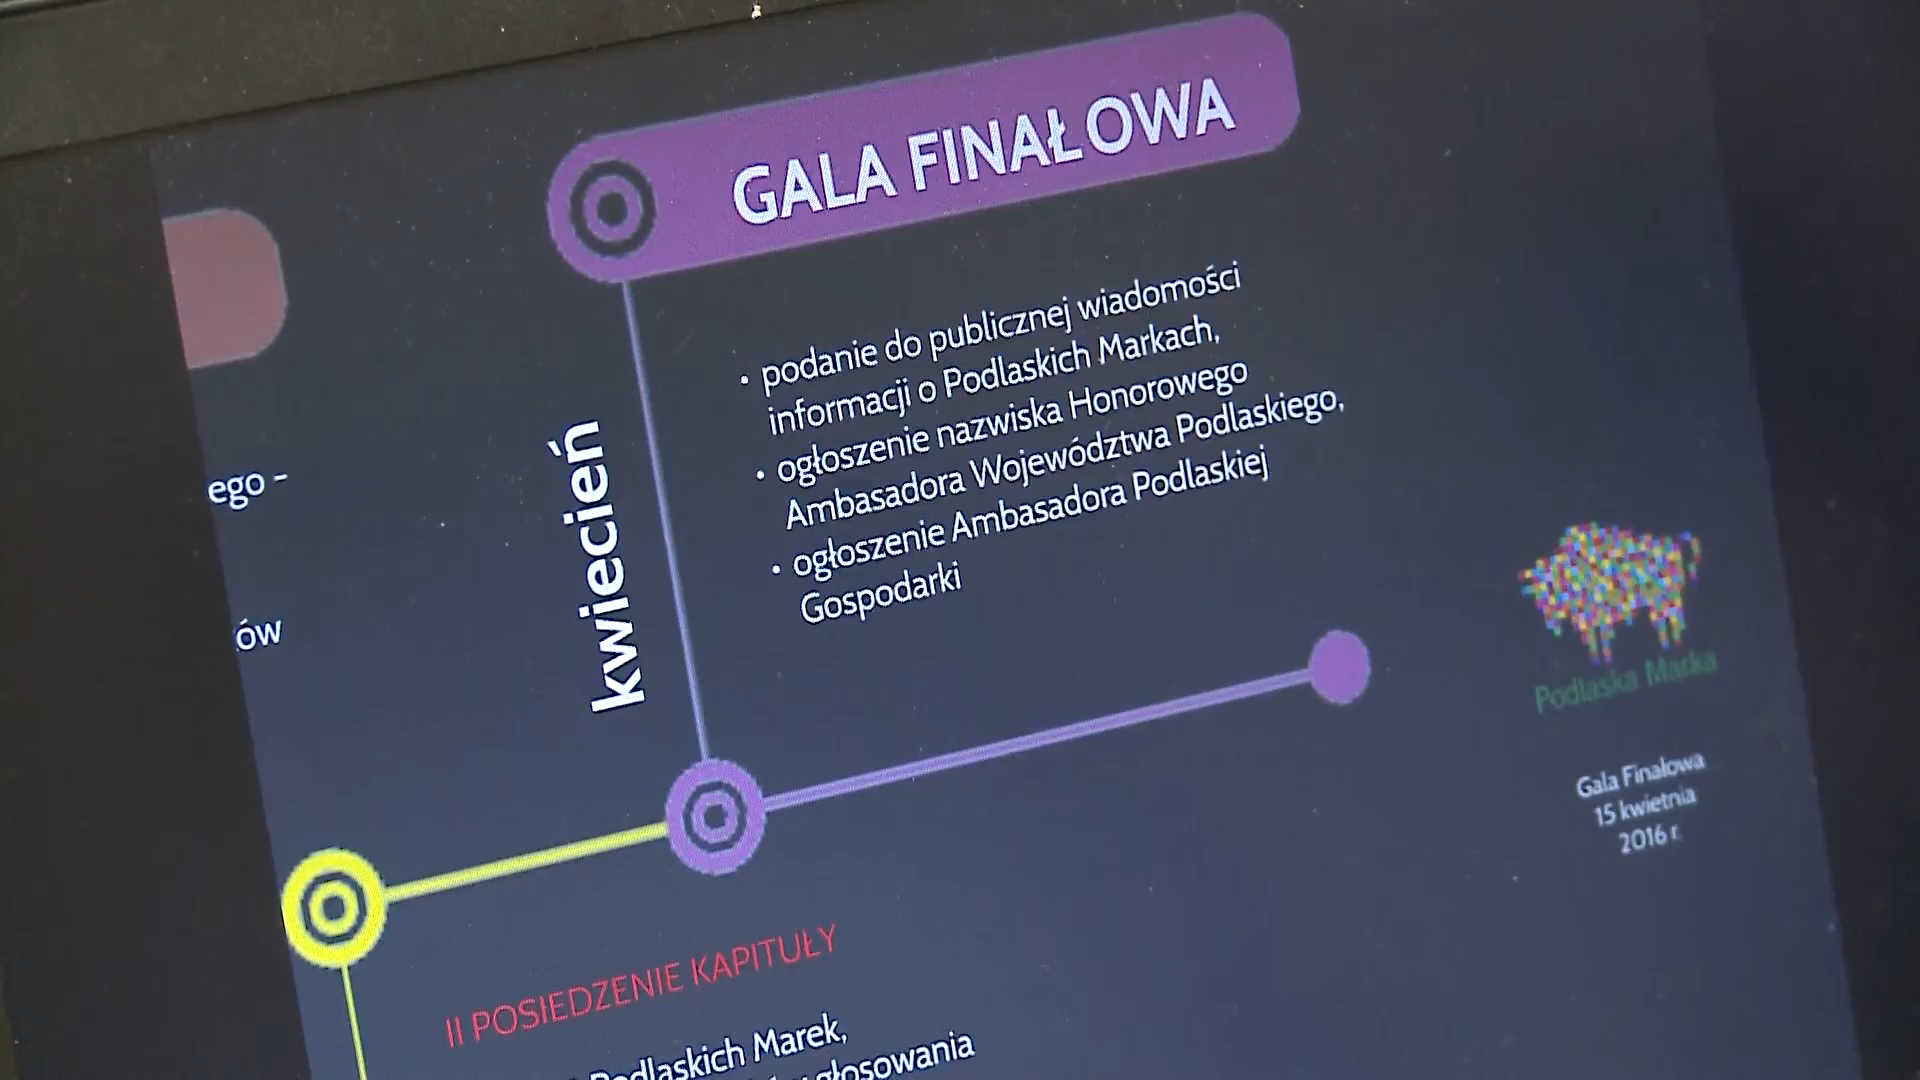 GALA FINAŁOWA
• podanie do publicznej wiadomości
informacji o Podlaskich Markach,
• ogłoszenie nazwiska Honorowego
Ambasadora Województwa Podlaskiego,
• ogłoszenie Ambasadora Podlaskiej
Gospodarki
kwiecień
ego -
ów
Podlaska Marka
Gala Finałowa
15 kwietnia
2016 r.
II POSIEDZENIE KAPITUŁY
Podlaskich Marek,
głosowania